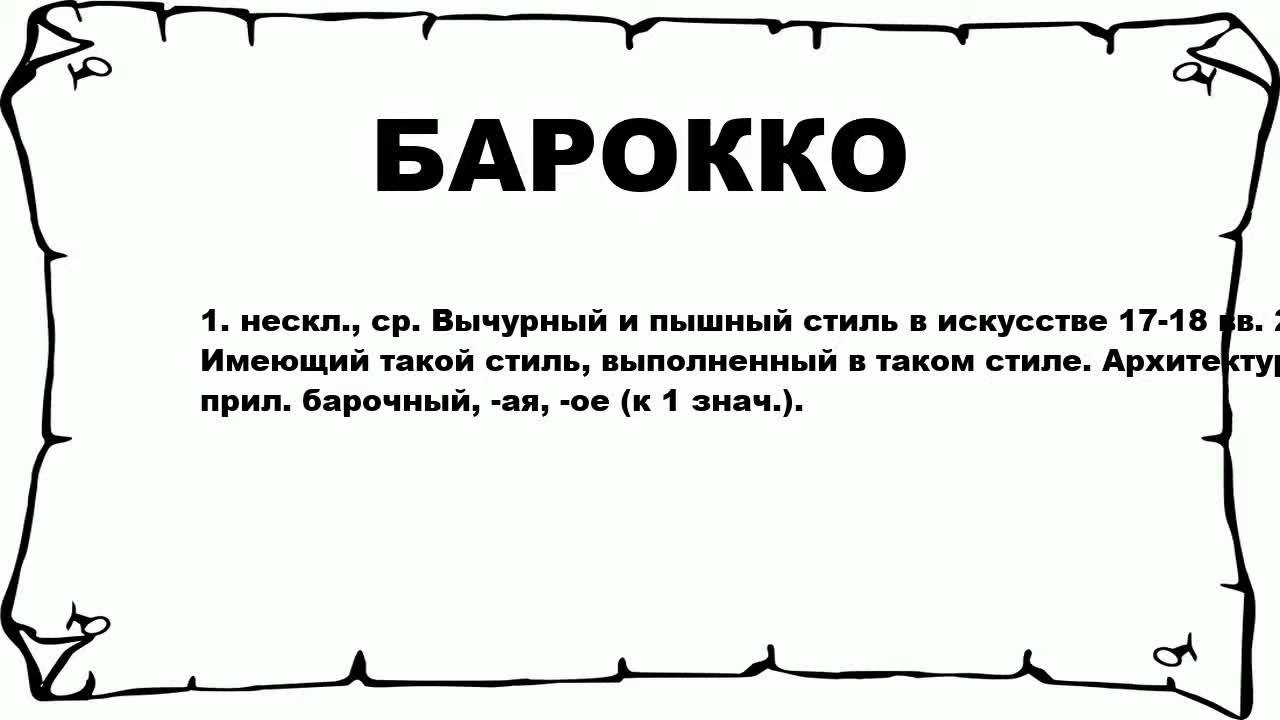 БАРОККО
1. нескл., ср. Вычурный и пышный стиль в искусстве 17-18 вв.
Имеющий такой стиль, выполненный в таком стиле.
прил. барочный, -ая, -ое (к 1 знач.).